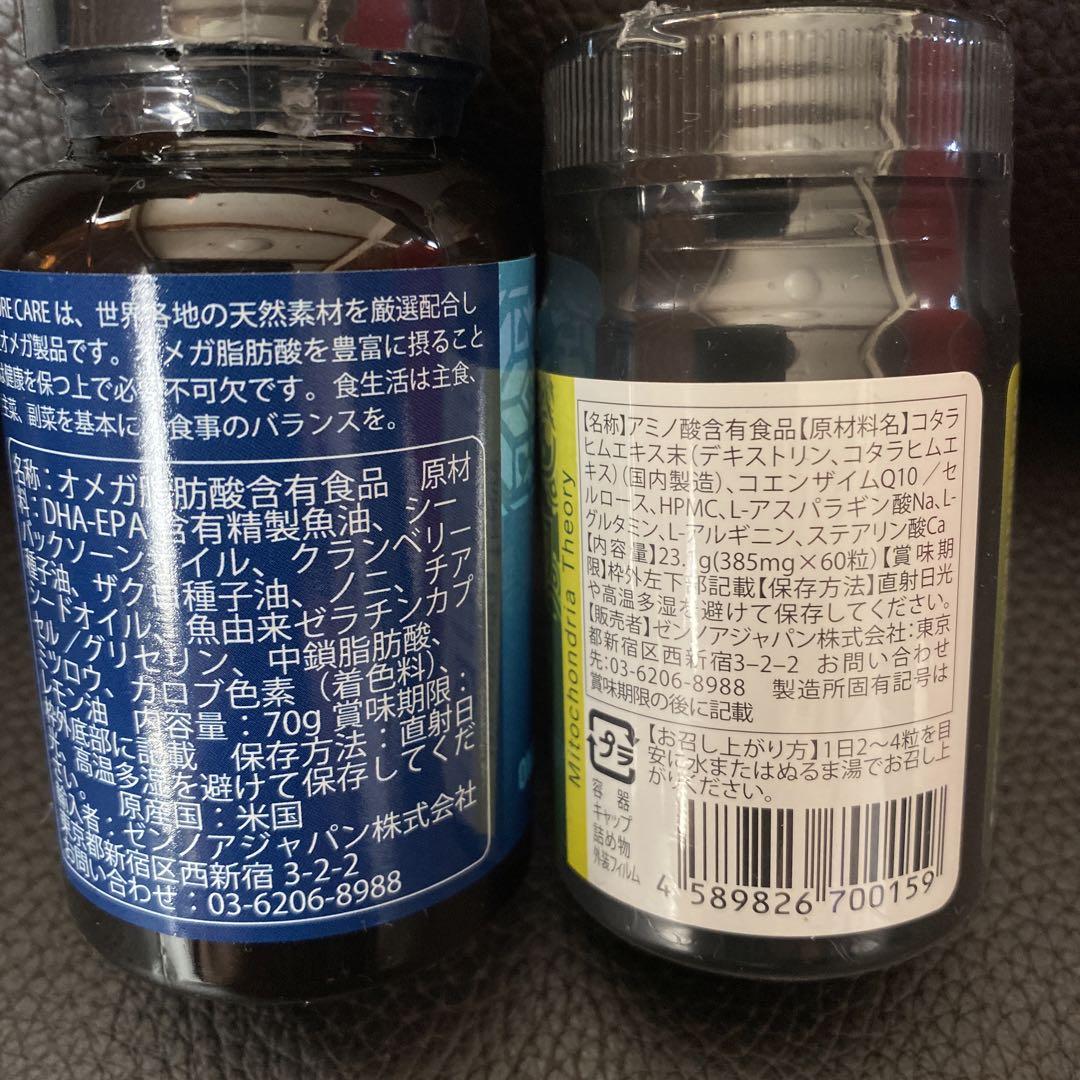 RE CARE は、世界各地の天然素材を厳選配合し
オメガ製品です。オメガ脂肪酸を豊富に摂ること
健康を保つ上で必要不可欠です。食生活は主食、
主菜、副菜を基本に、食事のバランスを。
名称：オメガ脂肪酸含有食品 原材
料：DHA-EPA含有精製魚油、シー
バックソーンオイル、クランベリー
種子油、ザクロ種子油、ノニ、チア
シードオイル、魚由来ゼラチンカプ
セル／グリセリン、中鎖脂肪酸、
ミツロウ、カロブ色素（着色料）、
レモン油 内容量：70g 賞味期限：
枠外底部に記載 保存方法：直射日
光、高温多湿を避けて保存してくだ
さい。原産国：米国
輸入者：ゼンノアジャパン株式会社
東京都新宿区西新宿 3-2-2
お問い合わせ：03-6206-8988
Mitochondria Theory
【名称】アミノ酸含有食品【原材料名】コタラ
ヒムエキス末（デキストリン、コタラヒムエ
キス）（国内製造）、コエンザイムQ10／セ
ルロース、HPMC、L-アスパラギン酸Na、L-
グルタミン、L-アルギニン、ステアリン酸Ca
【内容量】23.1g(385mg×60粒)【賞味期
限】枠外左下部記載【保存方法】直射日光
や高温多湿を避けて保存してください。
【販売者】ゼンノアジャパン株式会社：東京
都新宿区西新宿3-2-2 お問い合わせ
先：03-6206-8988 製造所固有記号は
賞味期限の後に記載
プラ
容器
キャップ
詰め物
外装フィルム
【お召し上がり方】1日2〜4粒を目
安に水またはぬるま湯でお召し上
がりください。
4 589826 700159